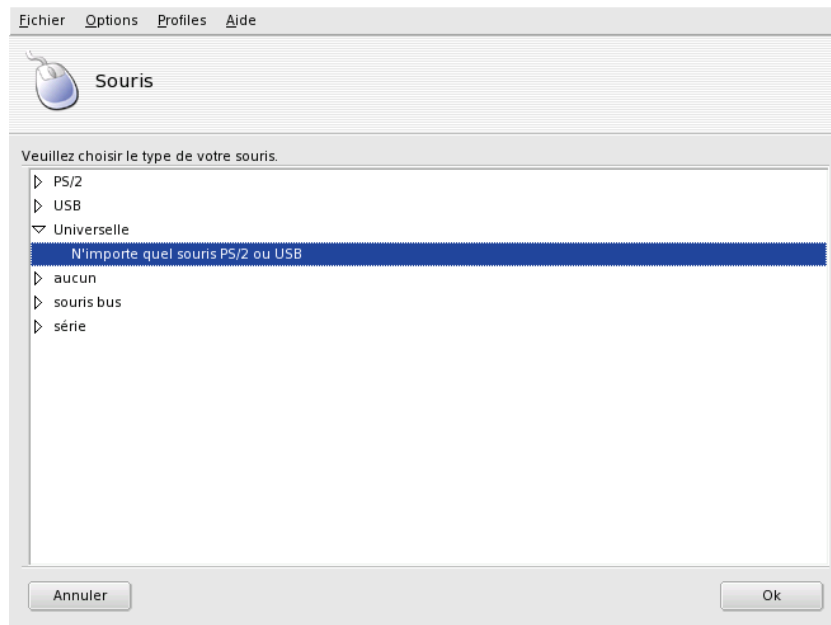 Fichier Options Profiles Aide
Souris
Veuillez choisir le type de votre souris.
PS/2
USB
Universelle
N'importe quel souris PS/2 ou USB
aucun
souris bus
série
Annuler Ok